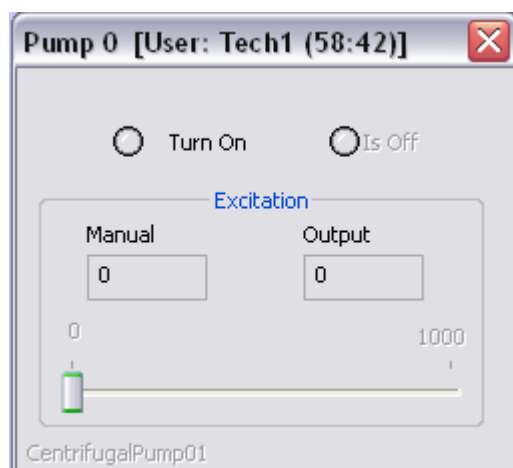 Pump 0 [User: Tech1 (58:42)]
Turn On Is Off
Excitation
Manual Output
0 0
0 1000
CentrifugalPump01